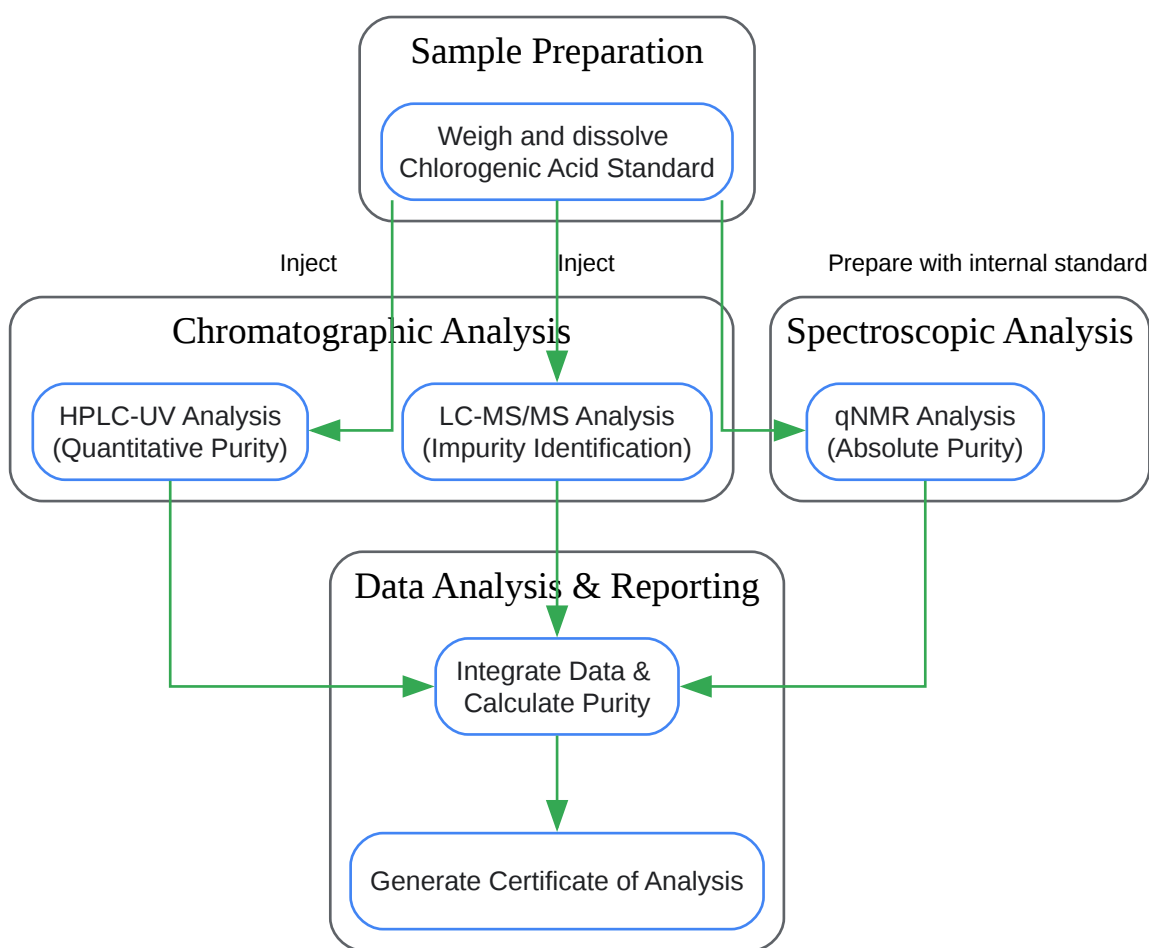 Sample Preparation
Weigh and dissolve
Chlorogenic Acid Standard
Inject
Inject
Prepare with internal standard
Chromatographic Analysis
Spectroscopic Analysis
HPLC-UV Analysis
(Quantitative Purity)
LC-MS/MS Analysis
(Impurity Identification)
qNMR Analysis
(Absolute Purity)
Data Analysis & Reporting
Integrate Data &
Calculate Purity
Generate Certificate of Analysis